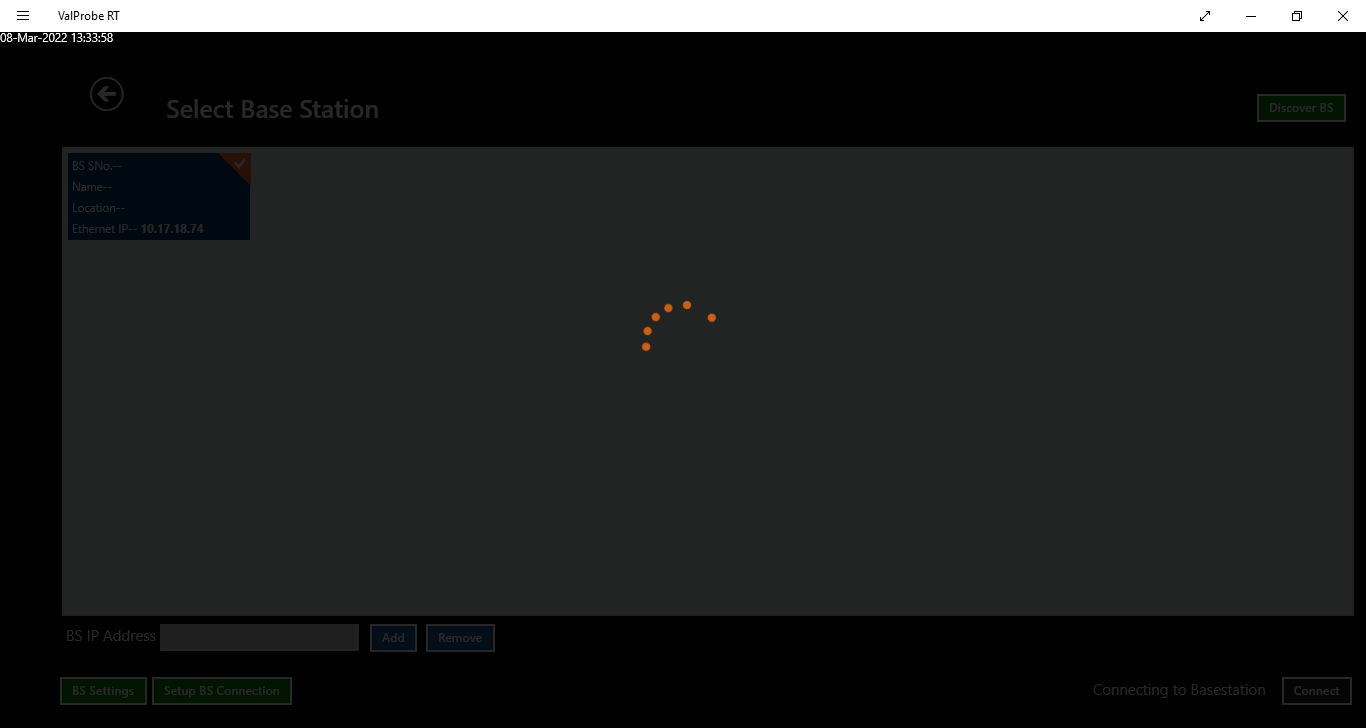 ValProbe RT
08-Mar-2022 13:33:58
Select Base Station
Discover BS
BS SNo.--
Name--
Location--
Ethernet IP-- 10.17.18.74
BS IP Address
Add
Remove
BS Settings
Setup BS Connection
Connecting to Basestation
Connect